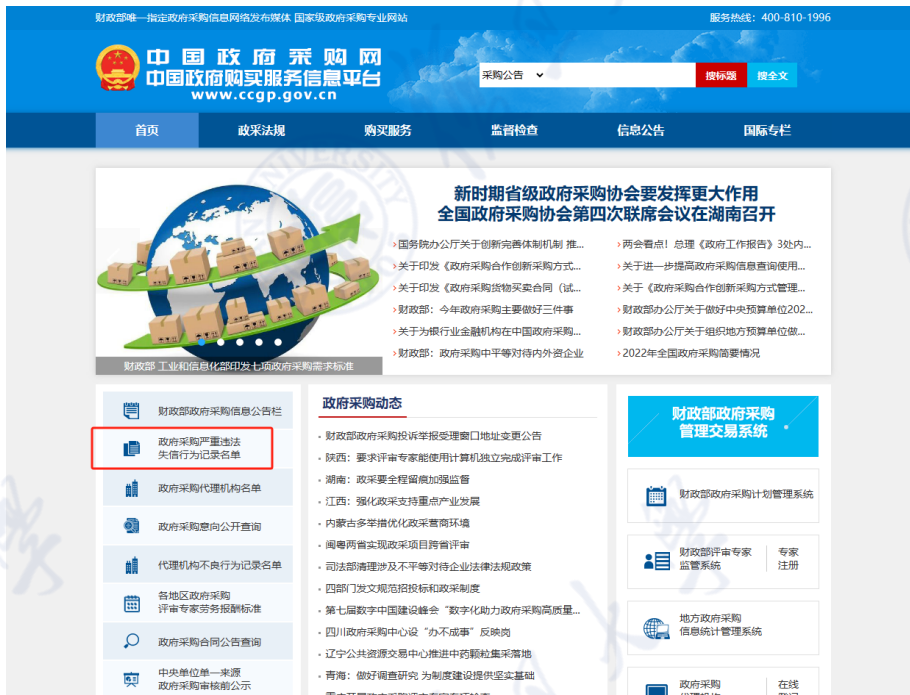 财政部唯一指定政府采购信息网络发布媒体 国家级政府采购专业网站
服务热线：400-810-1996
中国政府采购网
中国政府购买服务信息平台
www.ccgp.gov.cn
采购公告
搜标题
搜全文
首页
政采法规
购买服务
监督检查
信息公告
国际专栏
新时期省级政府采购协会要发挥更大作用
全国政府采购协会第四次联席会议在湖南召开
国务院办公厅关于创新完善体制机制 推...
两会看点！总理《政府工作报告》3处内...
关于印发《政府采购合作创新采购方式...
关于进一步提高政府采购信息查询使用...
关于印发《政府采购货物买卖合同（试...
关于《政府采购合作创新采购方式管理...
财政部：今年政府采购主要做好三件事
财政部办公厅关于做好中央预算单位202...
关于为银行业金融机构在中国政府采购...
财政部办公厅关于组织地方预算单位做...
财政部：政府采购中平等对待内外资企业
2022年全国政府采购简要情况
财政部 工业和信息化部印发七项政府采购需求标准
财政部政府采购信息公告栏
政府采购严重违法
失信行为记录名单
政府采购代理机构名单
政府采购意向公开查询
代理机构不良行为记录名单
各地区政府采购
评审专家劳务报酬标准
政府采购合同公告查询
中央单位单一来源
政府采购审核前公示
政府采购动态
财政部政府采购投诉举报受理窗口地址变更公告
陕西：要求评审专家能使用计算机独立完成评审工作
湖南：政采要全程留痕加强监督
江西：强化政采支持重点产业发展
内蒙古多举措优化政采营商环境
闽粤两省实现政采项目跨省评审
司法部清理涉及不平等对待企业法律法规政策
四部门发文规范招投标和政采制度
第七届数字中国建设峰会“数字化助力政府采购高质量...
四川政府采购中心设“办不成事”反映岗
辽宁公共资源交易中心推进中药颗粒集采落地
青海：做好调查研究 为制度建设提供坚实基础
财政部政府采购
管理交易系统
财政部政府采购计划管理系统
财政部评审专家
监管系统
专家
注册
地方政府采购
信息统计管理系统
政府采购
在线